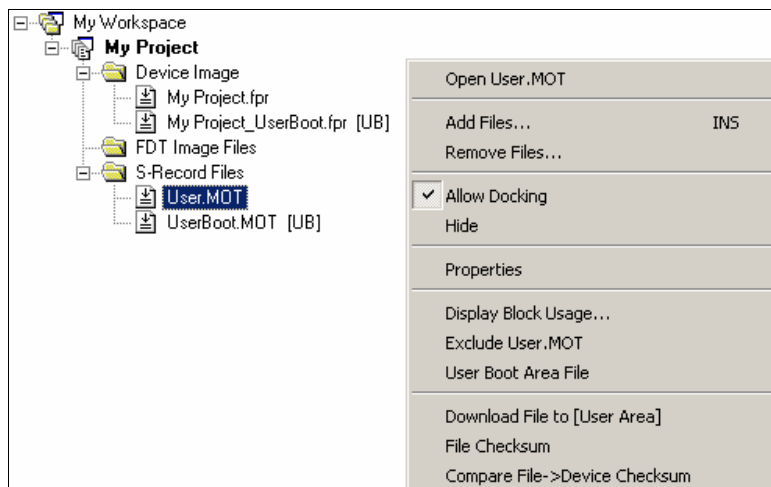 My Workspace
My Project
Device Image
My Project.fpr
My Project_UserBoot.fpr [UB]
FDT Image Files
S-Record Files
User.MOT
UserBoot.MOT [UB]
Open User.MOT
Add Files... INS
Remove Files...
Allow Docking
Hide
Properties
Display Block Usage...
Exclude User.MOT
User Boot Area File
Download File to [User Area]
File Checksum
Compare File->Device Checksum